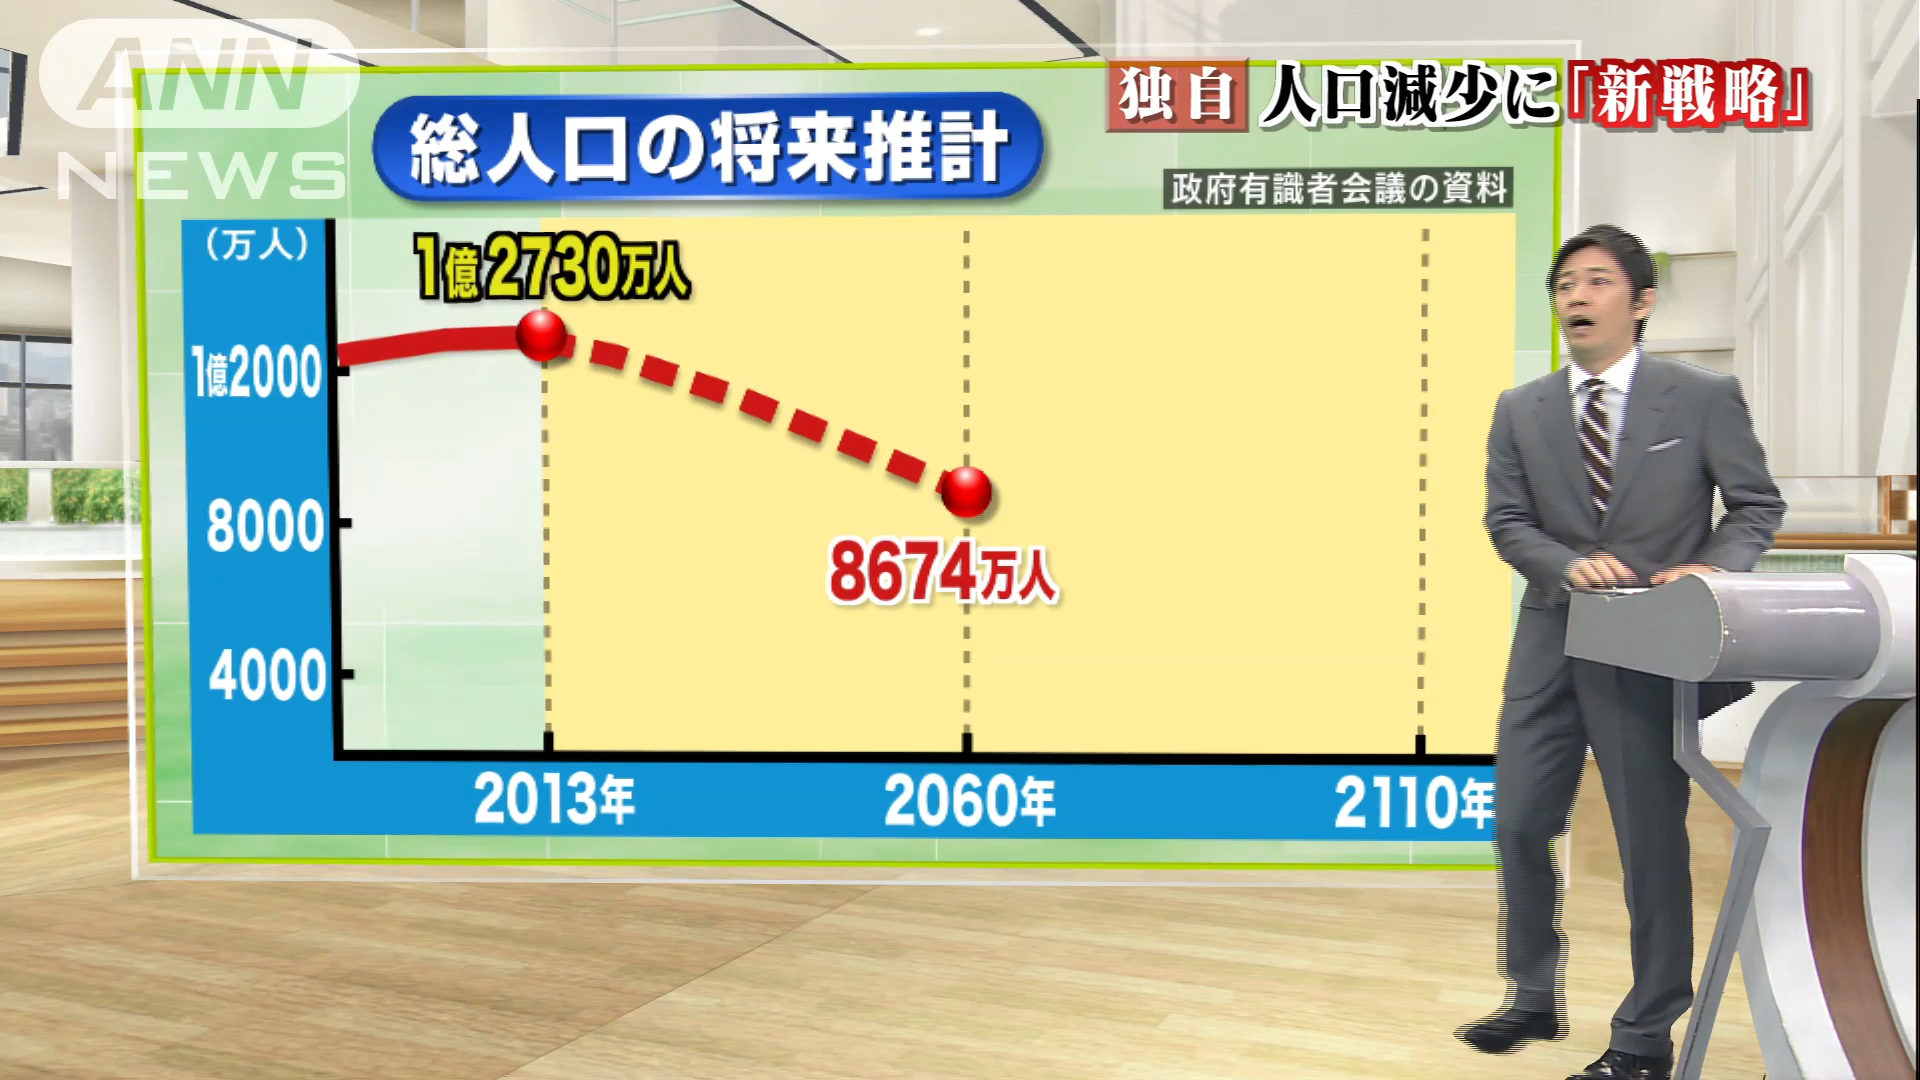 ANN
NEWS
独自 人口減少に「新戦略」
総人口の将来推計
政府有識者会議の資料
（万人）
1億2730万人
1億2000
8000
8674万人
4000
2013年
2060年
2110年